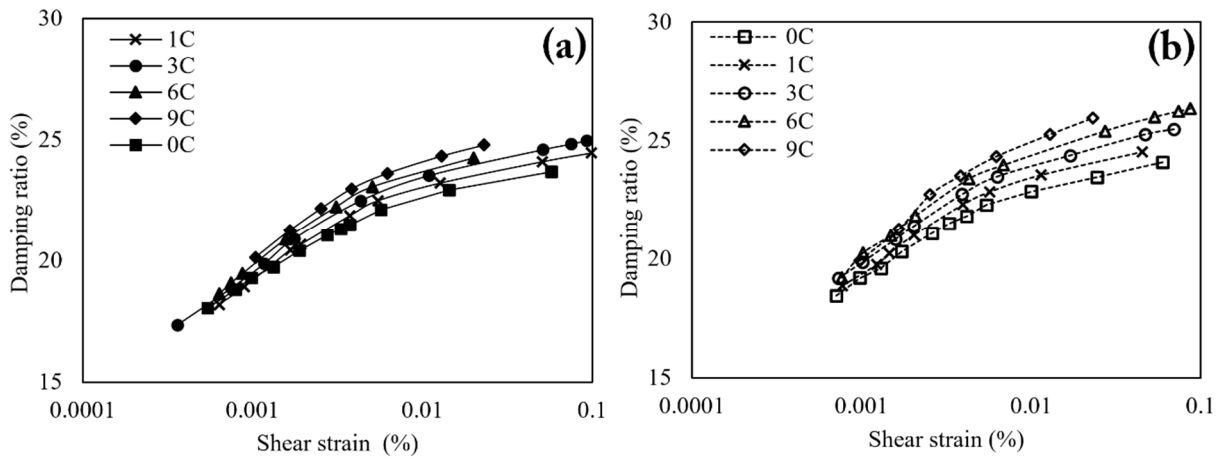 30
25
20
15
0.0001
0.001
0.01
0.1
Damping ratio (%)
Shear strain (%)
1C
3C
6C
9C
0C
(a)
30
25
20
15
0.0001
0.001
0.01
0.1
Damping ratio (%)
Shear strain (%)
0C
1C
3C
6C
9C
(b)